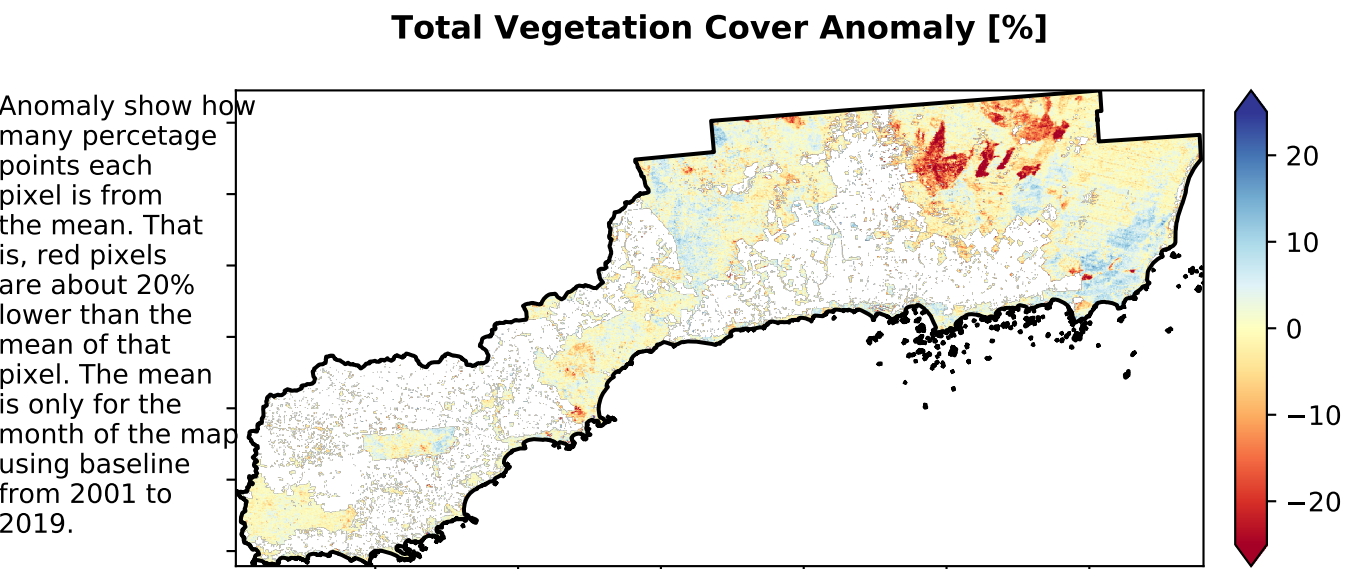 Total Vegetation Cover Anomaly [%]
Anomaly show how
many percetage
points each
pixel is from
the mean. That
is, red pixels
are about 20%
lower than the
mean of that
pixel. The mean
is only for the
month of the map
using baseline
from 2001 to
2019.
20
10
0
−10
−20